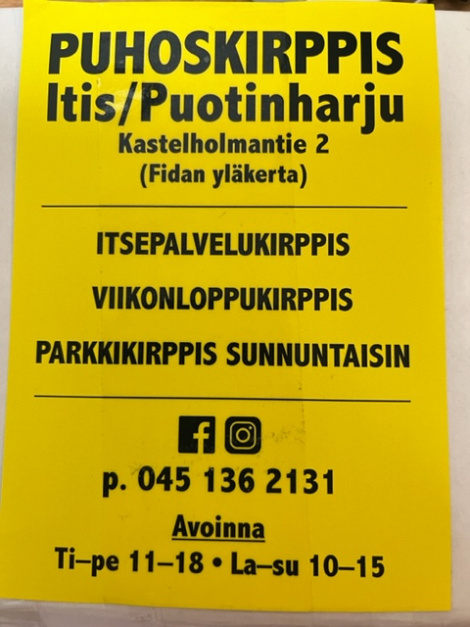 PUHOSKIRPPIS
Itis/Puotinharju
Kastelholmantie 2
(Fidan yläkerta)
ITSEPALVELUKIRPPIS
VIIKONLOPPUKIRPPIS
PARKKIKIRPPIS SUNNUNTAISIN
p. 045 136 2131
Avoinna
Ti–pe 11–18 • La–su 10–15